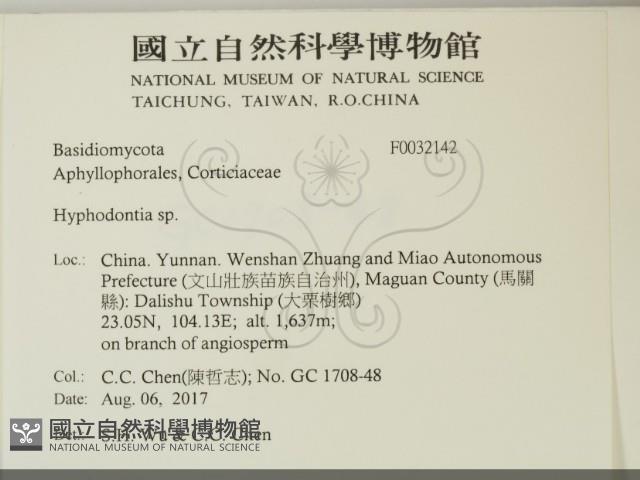 國立自然科學博物館
NATIONAL MUSEUM OF NATURAL SCIENCE
TAICHUNG, TAIWAN, R.O.CHINA
Basidiomycota F0032142
Aphyllophorales, Corticiaceae
Hyphodontia sp.
Loc.: China. Yunnan. Wenshan Zhuang and Miao Autonomous
Prefecture (文山壯族苗族自治州), Maguan County (馬關
縣): Dalishu Township (大栗樹鄉)
23.05N, 104.13E; alt. 1,637m;
on branch of angiosperm
Col.: C.C. Chen(陳哲志); No. GC 1708-48
Date: Aug. 06, 2017
Det.: S.H. Wu & C.C. Chen
國立自然科學博物館
NATIONAL MUSEUM OF NATURAL SCIENCE